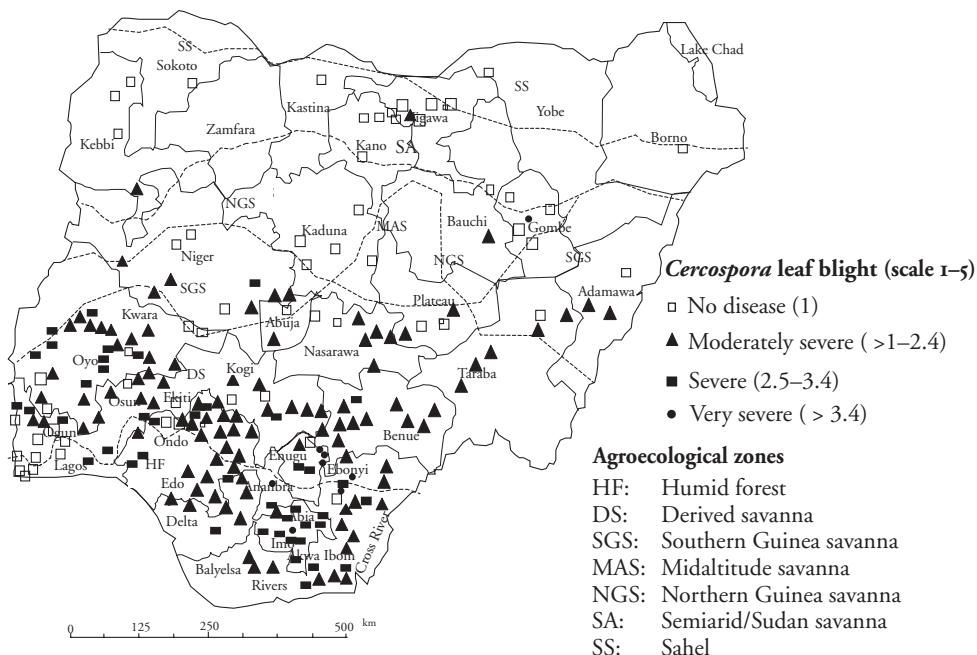 Lake Chad
SS
Sokoto
SS
Kastina
Yobe
Zamfara
Kebbi
Kano
SA
Borno
NGS
Kaduna
MAS
Bauchi
Gombe
Niger
NGS
SGS
SGS
Plateau
Adamawa
Kwara
Abuja
Nasarawa
Oyo
DS
Kogi
Taraba
Osun
Ekiti
Ogun
Ondo
Benue
Lagos
HF
Enugu
Ebonyi
Edo
Anambra
Delta
Abia
Imo
Akwa Ibom
Cross River
Balyelsa
Rivers
0 125 250 500 km
Cercospora leaf blight (scale 1–5)
No disease (1)
Moderately severe ( >1–2.4)
Severe (2.5–3.4)
Very severe ( > 3.4)
Agroecological zones
HF: Humid forest
DS: Derived savanna
SGS: Southern Guinea savanna
MAS: Midaltitude savanna
NGS: Northern Guinea savanna
SA: Semiarid/Sudan savanna
SS: Sahel